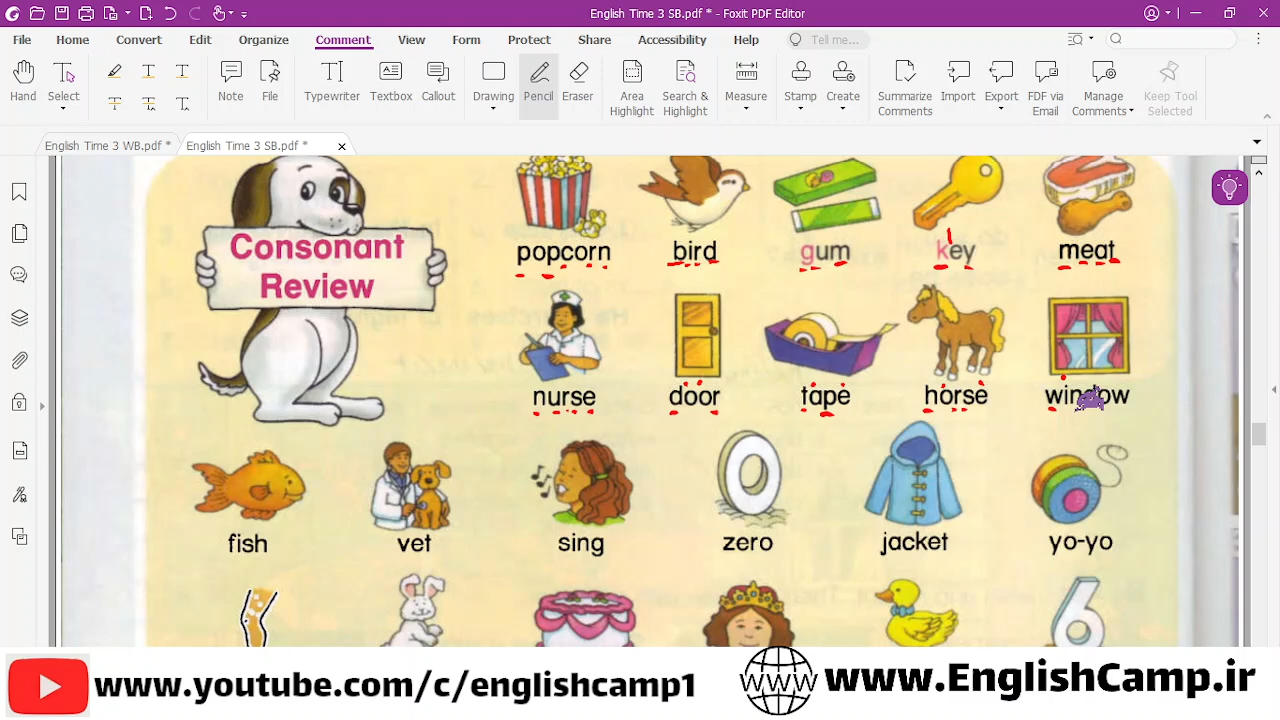 English Time 3 SB.pdf * - Foxit PDF Editor
File Home Convert Edit Organize Comment View Form Protect Share Accessibility Help Tell me...
Hand Select Note File Typewriter Textbox Callout Drawing Pencil Eraser Area Highlight Search & Highlight Measure Stamp Create Summarize Comments Import Export PDF via Email Manage Comments Keep Tool Selected
English Time 3 WB.pdf * English Time 3 SB.pdf *
Consonant
Review
popcorn bird gum key meat
nurse door tape horse window
fish vet sing zero jacket yo-yo
0
6
www.youtube.com/c/englishcamp1
WWW
www.EnglishCamp.ir